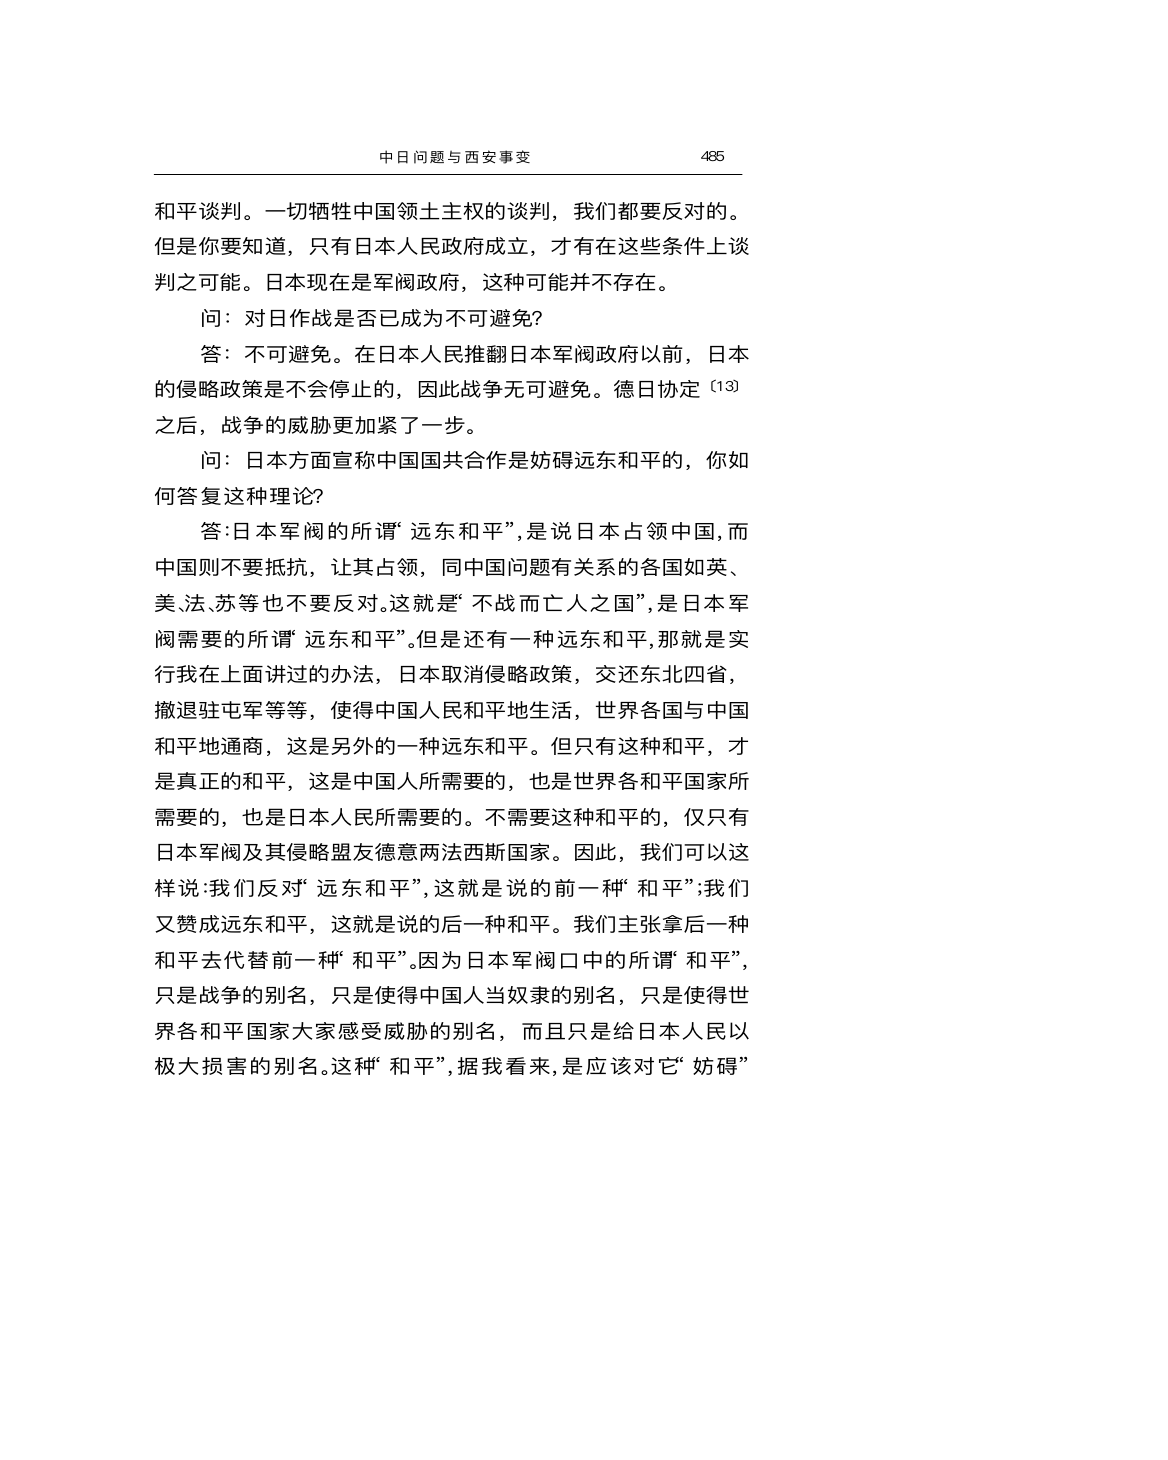 中日问题与西安事变 485
和平谈判。一切牺牲中国领土主权的谈判，我们都要反对的。
但是你要知道，只有日本人民政府成立，才有在这些条件上谈
判之可能。日本现在是军阀政府，这种可能并不存在。
问：对日作战是否已成为不可避免?
答：不可避免。在日本人民推翻日本军阀政府以前，日本
的侵略政策是不会停止的，因此战争无可避免。德日协定〔13〕
之后，战争的威胁更加紧了一步。
问：日本方面宣称中国国共合作是妨碍远东和平的，你如
何答复这种理论?
答:日本军阀的所谓“远东和平”,是说日本占领中国,而
中国则不要抵抗，让其占领，同中国问题有关系的各国如英、
美、法、苏等也不要反对。这就是“不战而亡人之国”,是日本军
阀需要的所谓“远东和平”。但是还有一种远东和平,那就是实
行我在上面讲过的办法，日本取消侵略政策，交还东北四省，
撤退驻屯军等等，使得中国人民和平地生活，世界各国与中国
和平地通商，这是另外的一种远东和平。但只有这种和平，才
是真正的和平，这是中国人所需要的，也是世界各和平国家所
需要的，也是日本人民所需要的。不需要这种和平的，仅只有
日本军阀及其侵略盟友德意两法西斯国家。因此，我们可以这
样说:我们反对“远东和平”,这就是说的前一种“和平”;我们
又赞成远东和平，这就是说的后一种和平。我们主张拿后一种
和平去代替前一种“和平”。因为日本军阀口中的所谓“和平”,
只是战争的别名，只是使得中国人当奴隶的别名，只是使得世
界各和平国家大家感受威胁的别名，而且只是给日本人民以
极大损害的别名。这种“和平”,据我看来,是应该对它“妨碍”